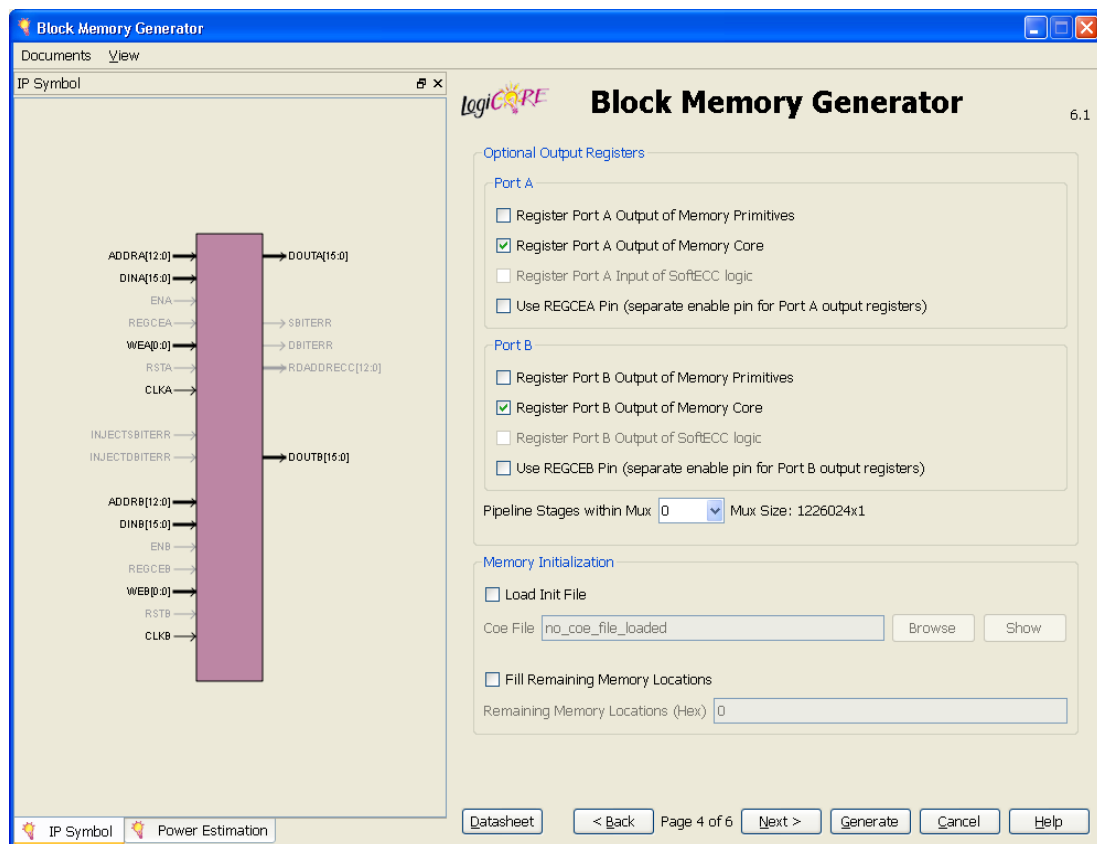 Block Memory Generator
Documents View
IP Symbol
LogiCORE
Block Memory Generator
6.1
ADDRA[12:0]
DOUTA[15:0]
DINA[15:0]
ENA
REGCEA
SBITERR
WEA[0:0]
DBITERR
RSTA
RDADDRECC[12:0]
CLKA
INJECTSBITERR
INJECTDBITERR
DOUTB[15:0]
ADDRB[12:0]
DINB[15:0]
ENB
REGCEB
WEB[0:0]
RSTB
CLKB
IP Symbol
Power Estimation
Optional Output Registers
Port A
Register Port A Output of Memory Primitives
Register Port A Output of Memory Core
Register Port A Input of SoftECC logic
Use REGCEA Pin (separate enable pin for Port A output registers)
Port B
Register Port B Output of Memory Primitives
Register Port B Output of Memory Core
Register Port B Output of SoftECC logic
Use REGCEB Pin (separate enable pin for Port B output registers)
Pipeline Stages within Mux 0 Mux Size: 1226024x1
Memory Initialization
Load Init File
Coe File no_coe_file_loaded Browse Show
Fill Remaining Memory Locations
Remaining Memory Locations (Hex) 0
Datasheet < Back Page 4 of 6 Next > Generate Cancel Help